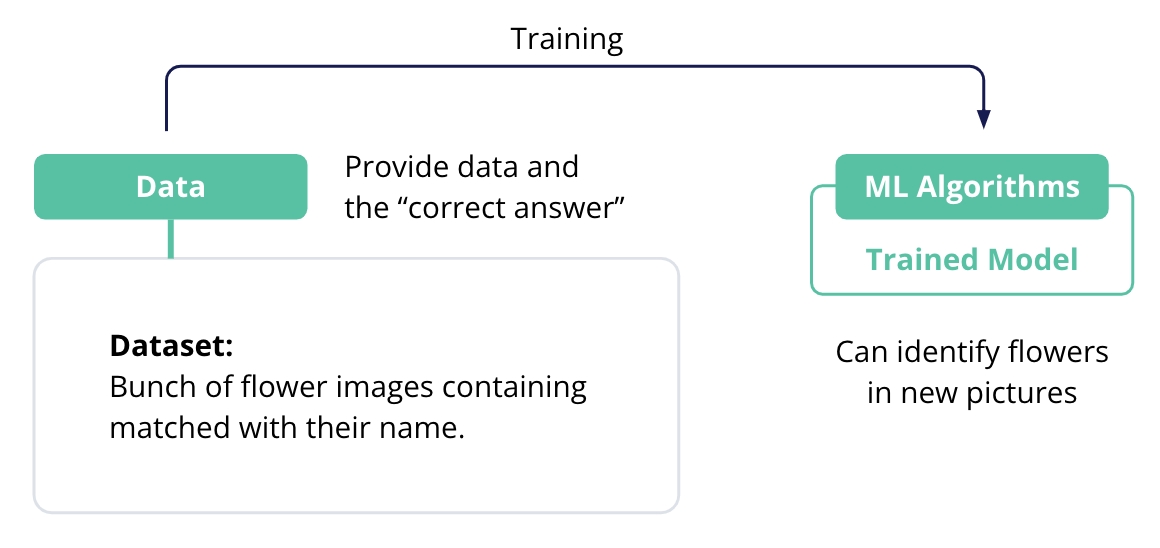 Training
Data
Provide data and
the “correct answer”
Dataset:
Bunch of flower images containing
matched with their name.
ML Algorithms
Trained Model
Can identify flowers
in new pictures